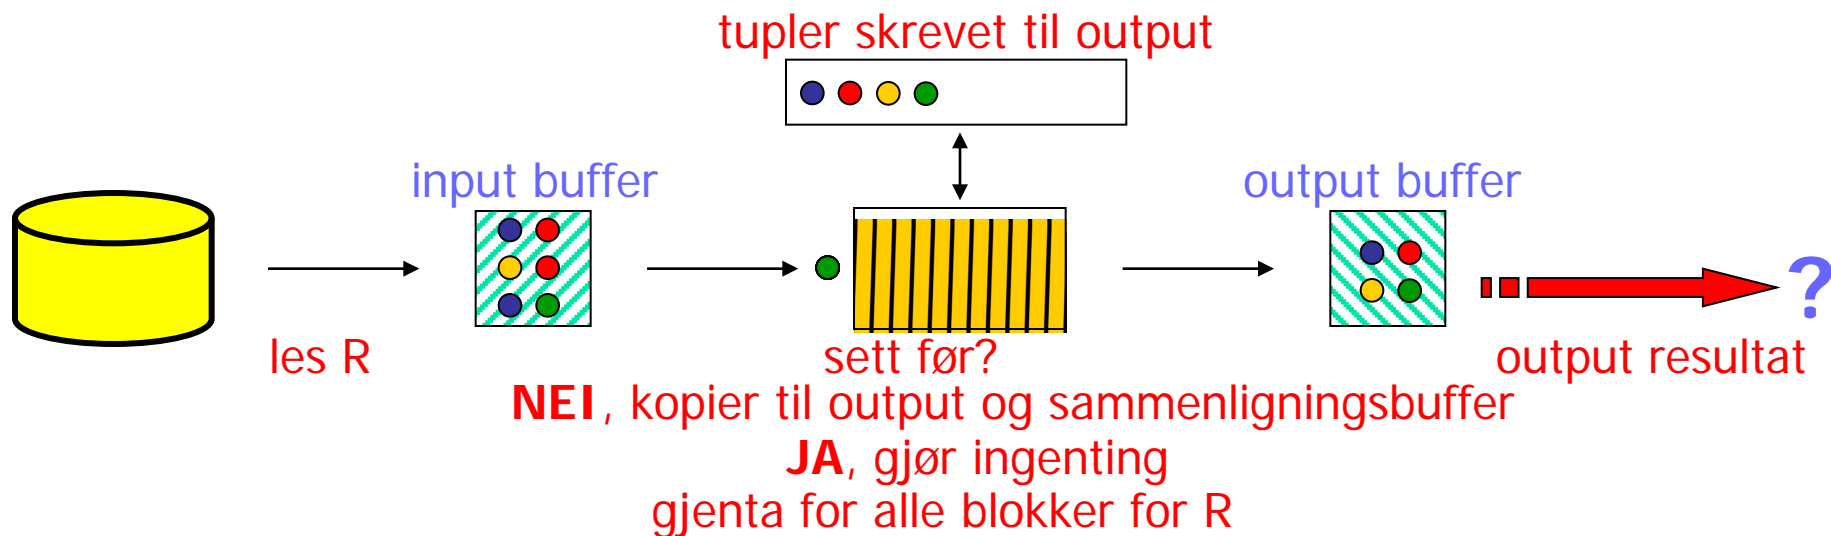 tupler skrevet til output
input buffer
output buffer
?
les R
sett før?
output resultat
NEI, kopier til output og sammenligningsbuffer
JA, gjør ingenting
gjenta for alle blokker for R